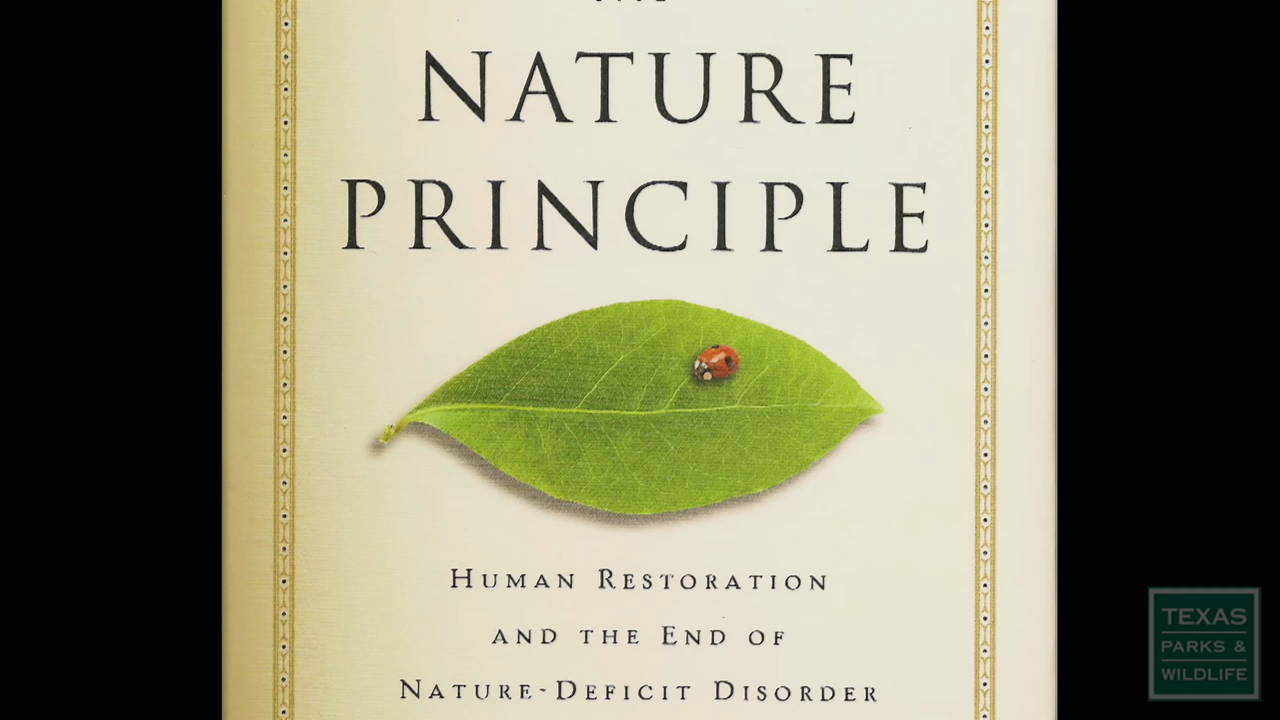 NATURE
PRINCIPLE
HUMAN RESTORATION
AND THE END OF
NATURE-DEFICIT DISORDER
TEXAS
PARKS &
WILDLIFE